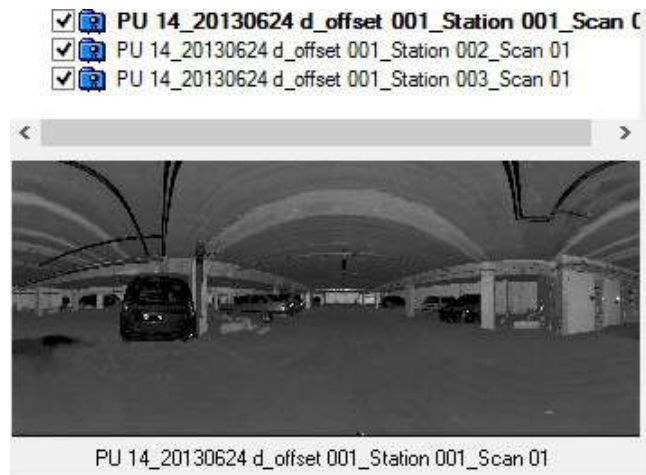 PU 14_20130624 d_offset 001_Station 001_Scan
PU 14_20130624 d_offset 001_Station 002_Scan 01
PU 14_20130624 d_offset 001_Station 003_Scan 01
PU 14_20130624 d_offset 001_Station 001_Scan 01